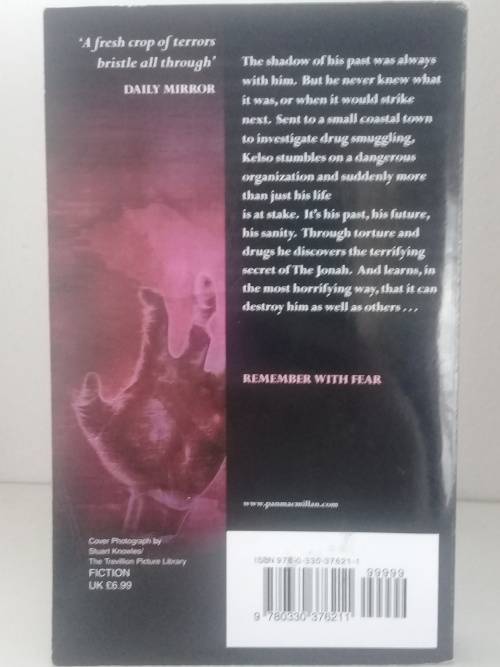 ‘A fresh crop of terrors
bristle all through’
DAILY MIRROR
The shadow of his past was always
with him. But he never knew what
it was, or when it would strike
next. Sent to a small coastal town
to investigate drug smuggling,
Kelso stumbles on a dangerous
organization and suddenly more
than just his life
is at stake. It's his past, his future,
his sanity. Through torture and
drugs he discovers the terrifying
secret of The Jonah. And learns, in
the most horrifying way, that it can
destroy him as well as others . . .
REMEMBER WITH FEAR
www.panmacmillan.com
Cover Photograph by
Stuart Knowles/
The Trevillion Picture Library
FICTION
UK £6.99
ISBN 978-0-330-37621-1
99999
9 780330 376211